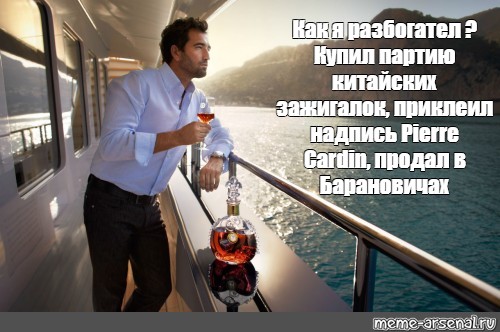 Как я разбогател ?
Купил партию
китайских
зажигалок, приклеил
надпись Pierre
Cardin, продал в
Барановичах
meme-arsenal.ru